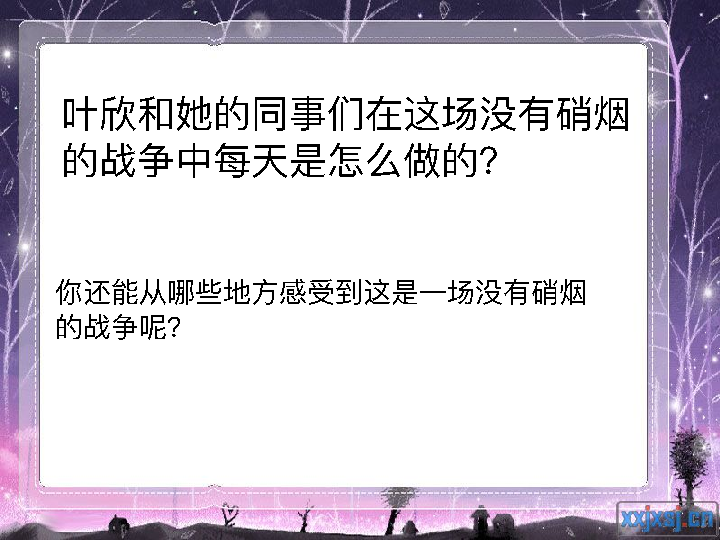 叶欣和她的同事们在这场没有硝烟
的战争中每天是怎么做的?
你还能从哪些地方感受到这是一场没有硝烟
的战争呢?
xxjxsj.cn